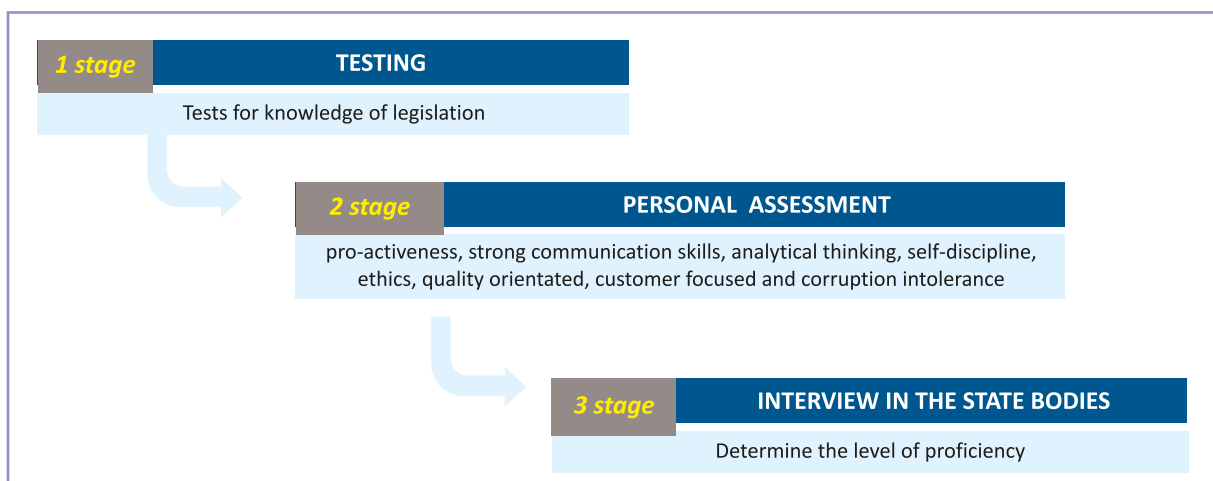 1 stage
TESTING
Tests for knowledge of legislation
2 stage
PERSONAL ASSESSMENT
pro-activeness, strong communication skills, analytical thinking, self-discipline,
ethics, quality orientated, customer focused and corruption intolerance
3 stage
INTERVIEW IN THE STATE BODIES
Determine the level of proficiency